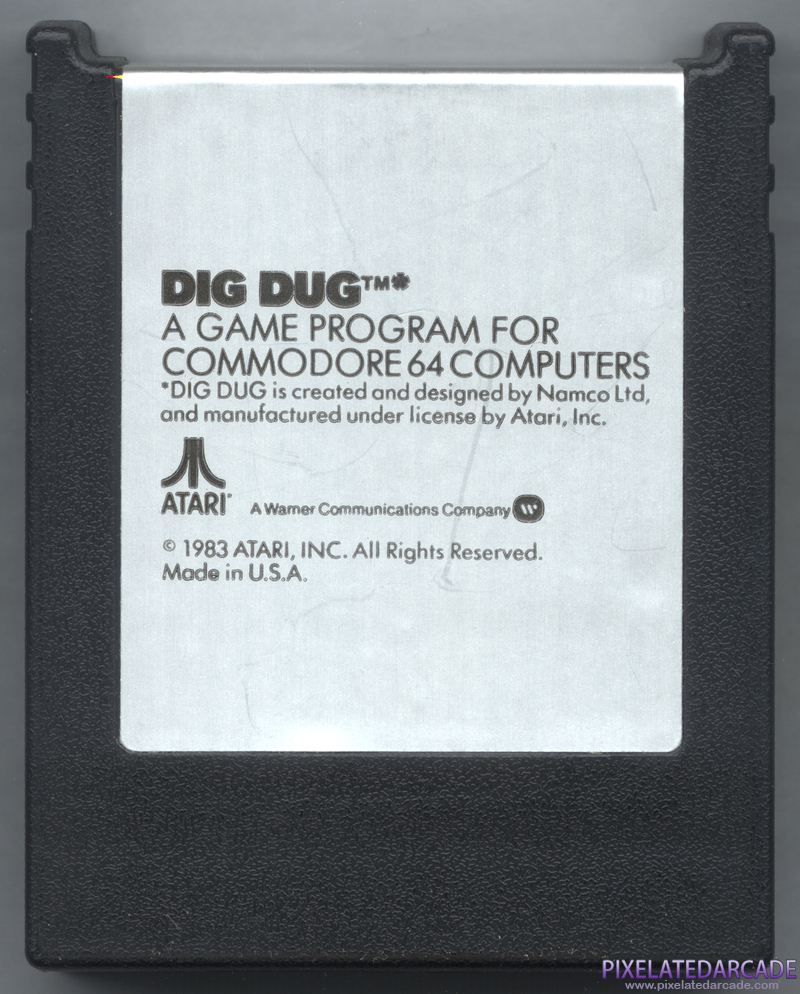 DIG DUG™*
A GAME PROGRAM FOR
COMMODORE 64 COMPUTERS
*DIG DUG is created and designed by Namco Ltd,
and manufactured under license by Atari, Inc.
ATARI® A Warner Communications Company
© 1983 ATARI, INC. All Rights Reserved.
Made in U.S.A.
PIXELATEDARCADE
www.pixelatedarcade.com